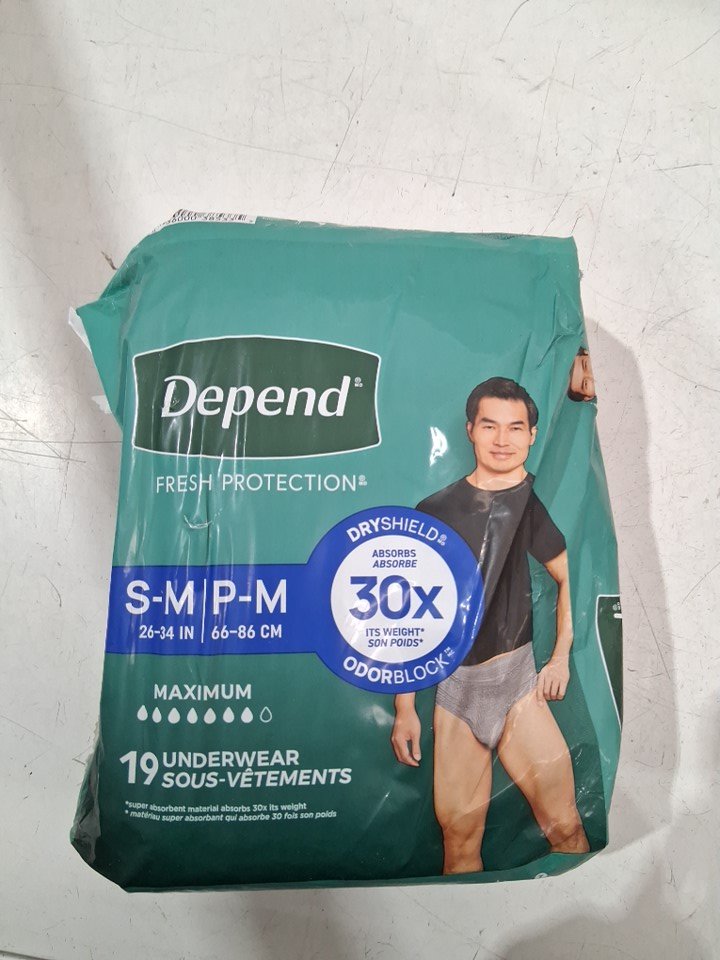 Depend®
FRESH PROTECTION®
DRYSHIELD
ABSORBS
ABSORBE
30x
ITS WEIGHT*
SON POIDS*
ODORBLOCK
S-M | P-M
26-34 IN | 66-86 CM
MAXIMUM
19 UNDERWEAR
SOUS-VÊTEMENTS
*super absorbent material absorbs 30x its weight
* matériau super absorbant qui absorbe 30 fois son poids